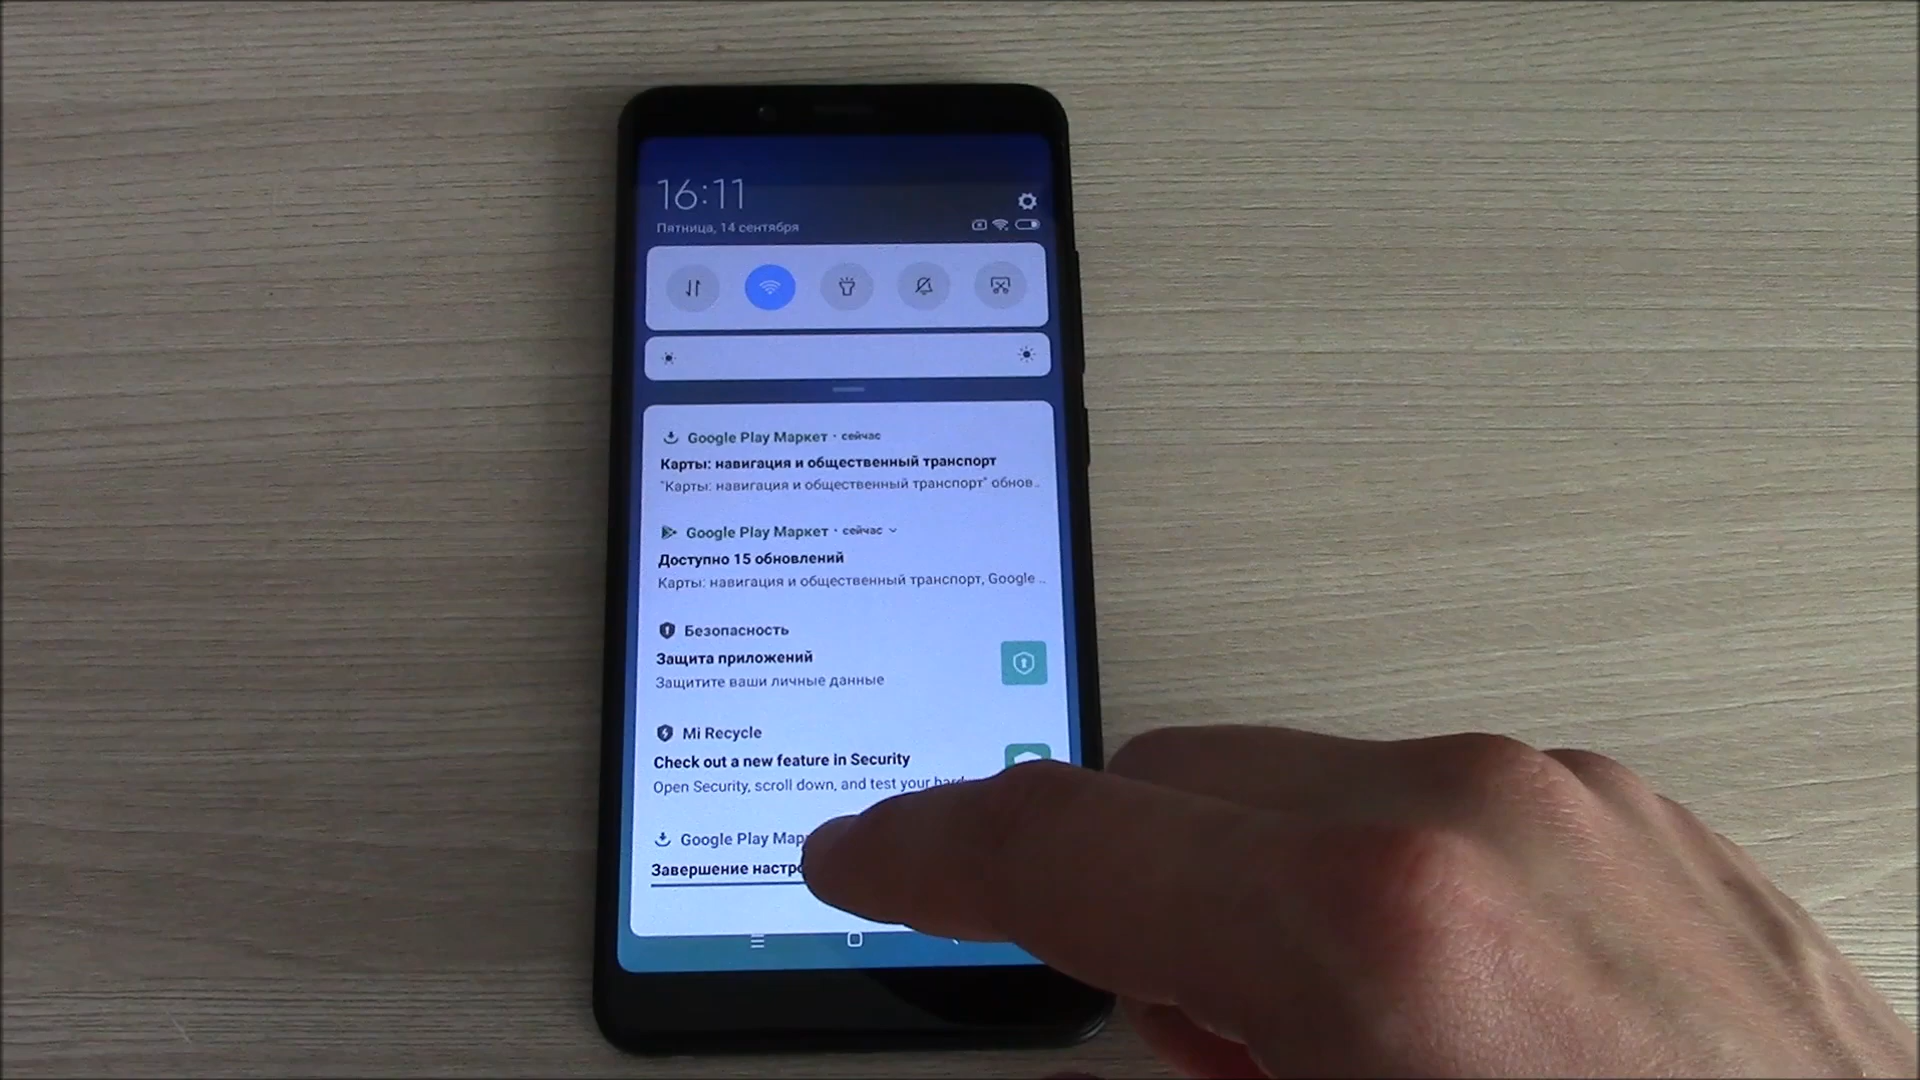 16:11
Пятница, 14 сентября
Google Play Маркет · сейчас
Карты: навигация и общественный транспорт
"Карты: навигация и общественный транспорт" обнов..
Google Play Маркет · сейчас
Доступно 15 обновлений
Карты: навигация и общественный транспорт, Google ..
Безопасность
Защита приложений
Защитите ваши личные данные
Mi Recycle
Check out a new feature in Security
Open Security, scroll down, and test your
Google Play
Завершение